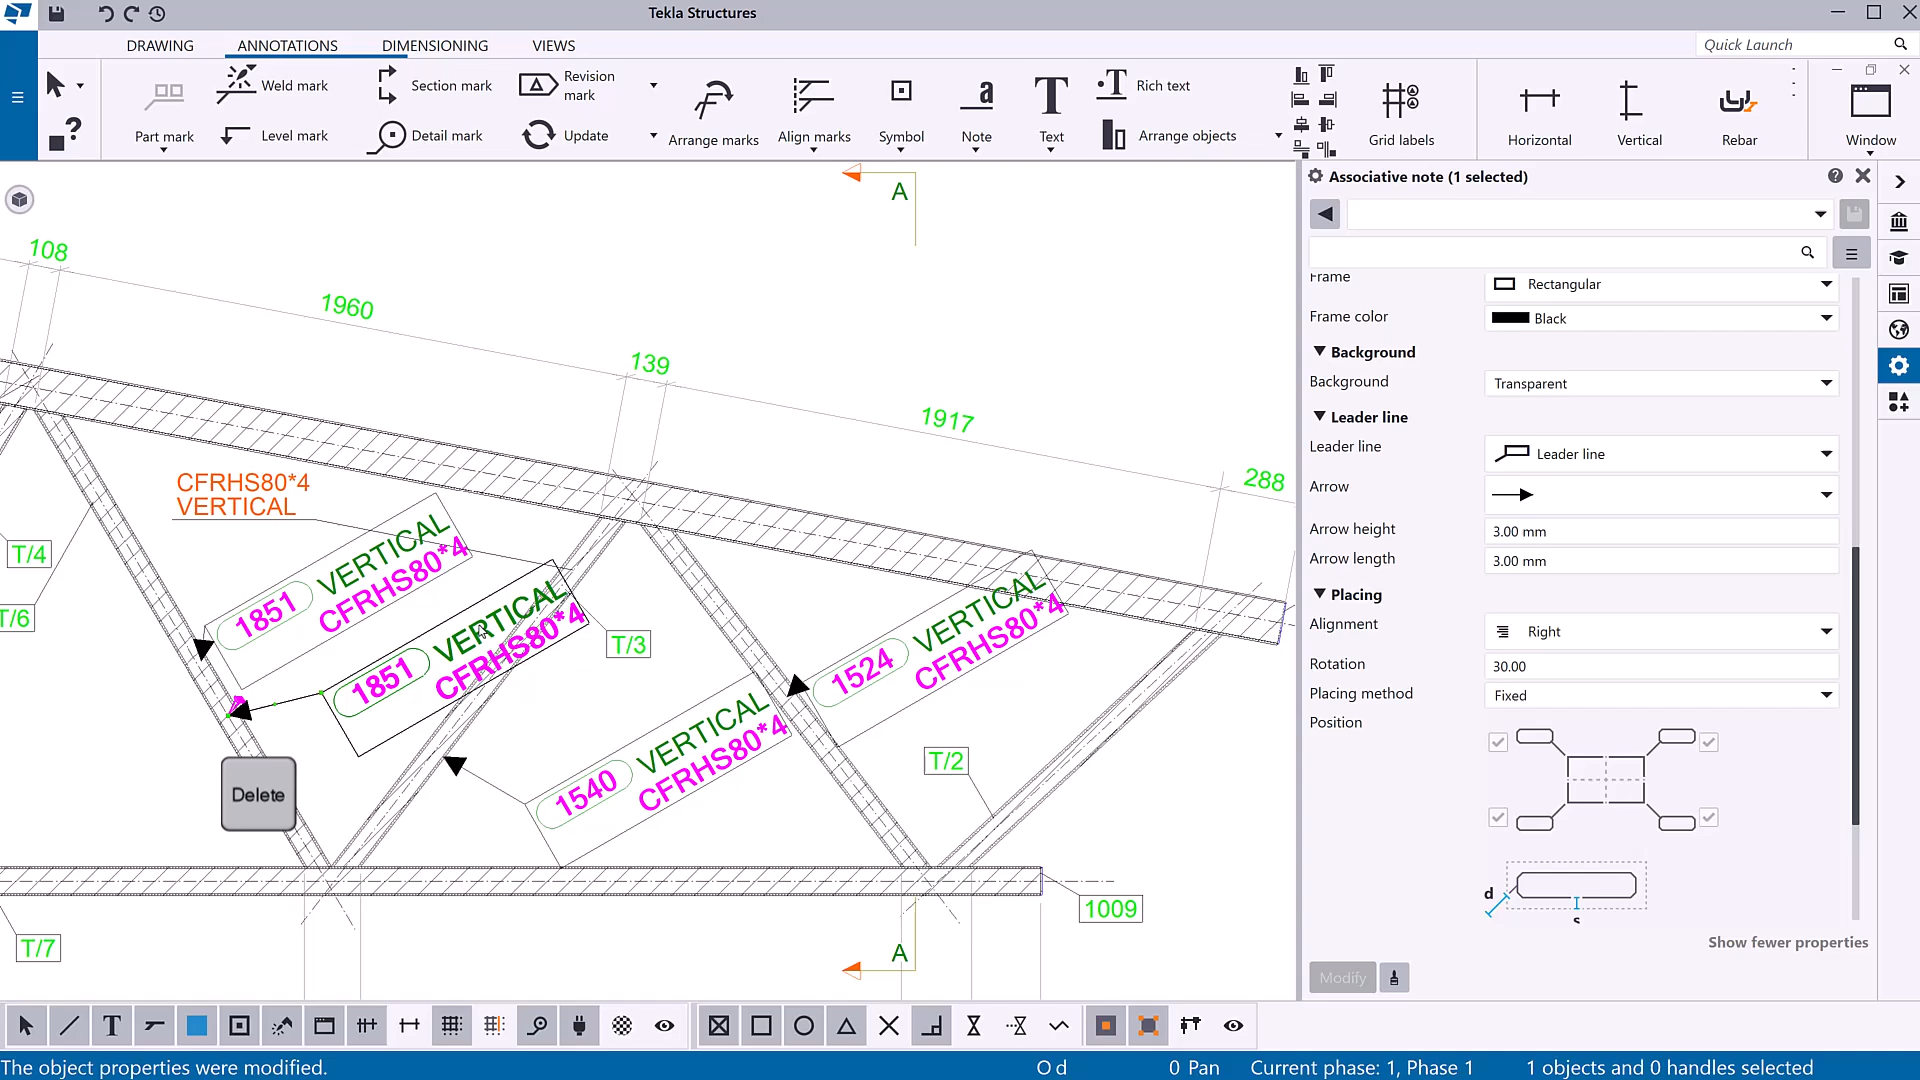 Tekla Structures
DRAWING
ANNOTATIONS
DIMENSIONING
VIEWS
Quick Launch
Part mark
Weld mark
Level mark
Section mark
Detail mark
Revision
mark
Update
Arrange marks
Align marks
Symbol
a
Note
T
Text
T
Rich text
Arrange objects
Grid labels
Horizontal
Vertical
Rebar
Window
A
108
1960
139
1917
288
CFRHS80*4
VERTICAL
T/4
T/6
T/3
T/2
T/7
1851
VERTICAL
CFRHS80*4
1851
VERTICAL
CFRHS80*4
1524
VERTICAL
CFRHS80*4
1540
VERTICAL
CFRHS80*4
Delete
1009
A
Associative note (1 selected)
Frame
Rectangular
Frame color
Black
Background
Background
Transparent
Leader line
Leader line
Leader line
Arrow
Arrow height
3.00 mm
Arrow length
3.00 mm
Placing
Alignment
Right
Rotation
30.00
Placing method
Fixed
Position
d
s
Show fewer properties
Modify
T
The object properties were modified.
O d
0 Pan
Current phase: 1, Phase 1
1 objects and 0 handles selected